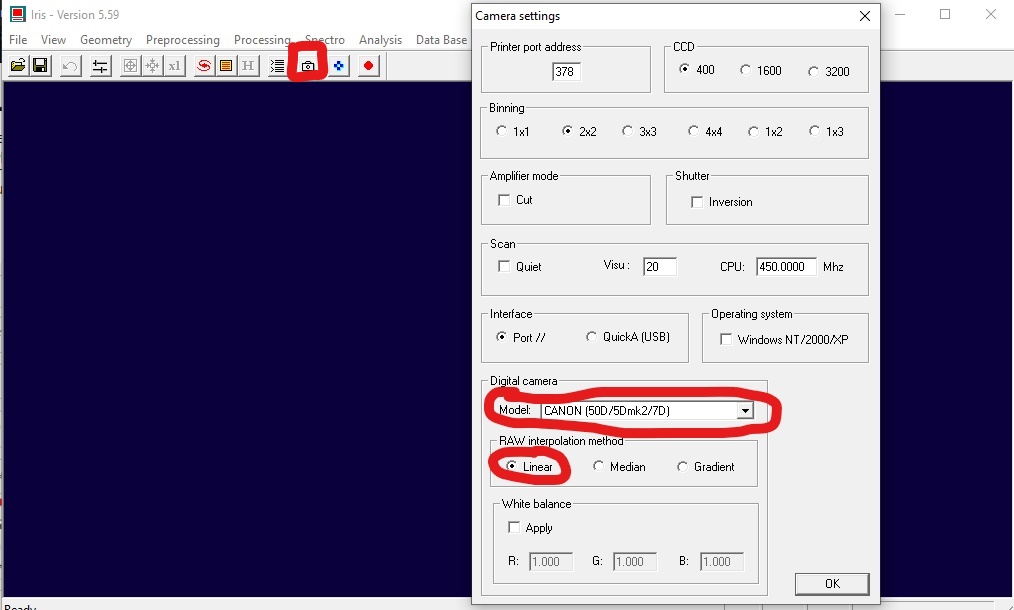 Iris - Version 5.59
File View Geometry Preprocessing Processing Spectro Analysis Data Base
x1 H
Camera settings
Printer port address
378
CCD
400 1600 3200
Binning
1x1 2x2 3x3 4x4 1x2 1x3
Amplifier mode
Cut
Shutter
Inversion
Scan
Quiet Visu : 20 CPU: 450.0000 Mhz
Interface
Port // QuickA (USB)
Operating system
Windows NT/2000/XP
Digital camera
Model: CANON (50D/5Dmk2/7D)
RAW interpolation method
Linear Median Gradient
White balance
Apply
R: 1.000 G: 1.000 B: 1.000
OK
Ready